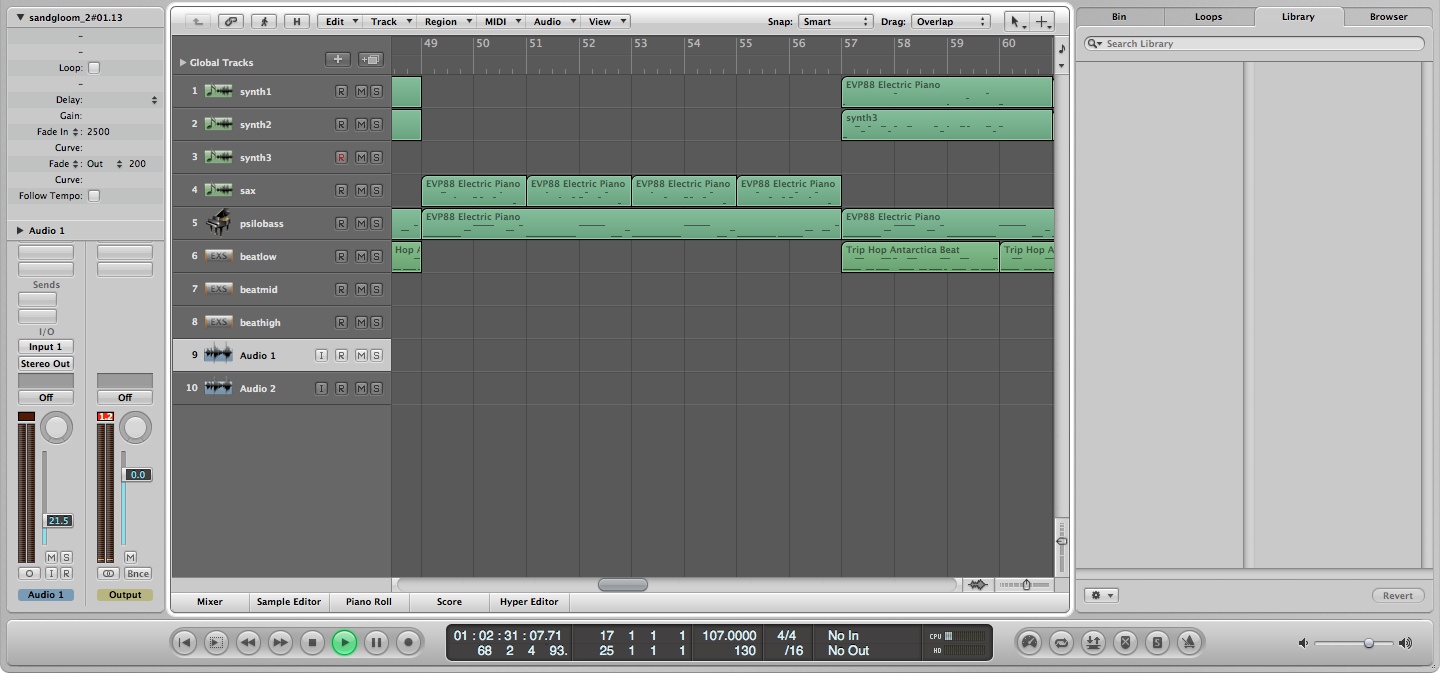 sandgloom_2#01.13
–
–
Loop:
–
Delay:
Gain:
Fade In : 2500
Curve:
Fade : Out 200
Curve:
Follow Tempo:
Audio 1
Sends
I/O
Input 1
Stereo Out
Off Off
1.2
0.0
21.5
M S M
O I R Bnce
Audio 1 Output
H Edit Track Region MIDI Audio View Snap: Smart Drag: Overlap
Global Tracks
49 50 51 52 53 54 55 56 57 58 59 60
1 synth1 R M S EVP88 Electric Piano
2 synth2 R M S synth3
3 synth3 R M S
4 sax R M S EVP88 Electric Piano EVP88 Electric Piano EVP88 Electric Piano EVP88 Electric Piano
5 psilobass R M S EVP88 Electric Piano EVP88 Electric Piano
6 EXS beatlow R M S Hop A Trip Hop Antarctica Beat Trip Hop A
7 EXS beatmid R M S
8 EXS beathigh R M S
9 Audio 1 I R M S
10 Audio 2 I R M S
Mixer Sample Editor Piano Roll Score Hyper Editor
Bin Loops Library Browser
Search Library
Revert
01 : 02 : 31 : 07.71 17 1 1 1 107.0000 4/4 No In CPU
68 2 4 93. 25 1 1 1 130 /16 No Out HD
S